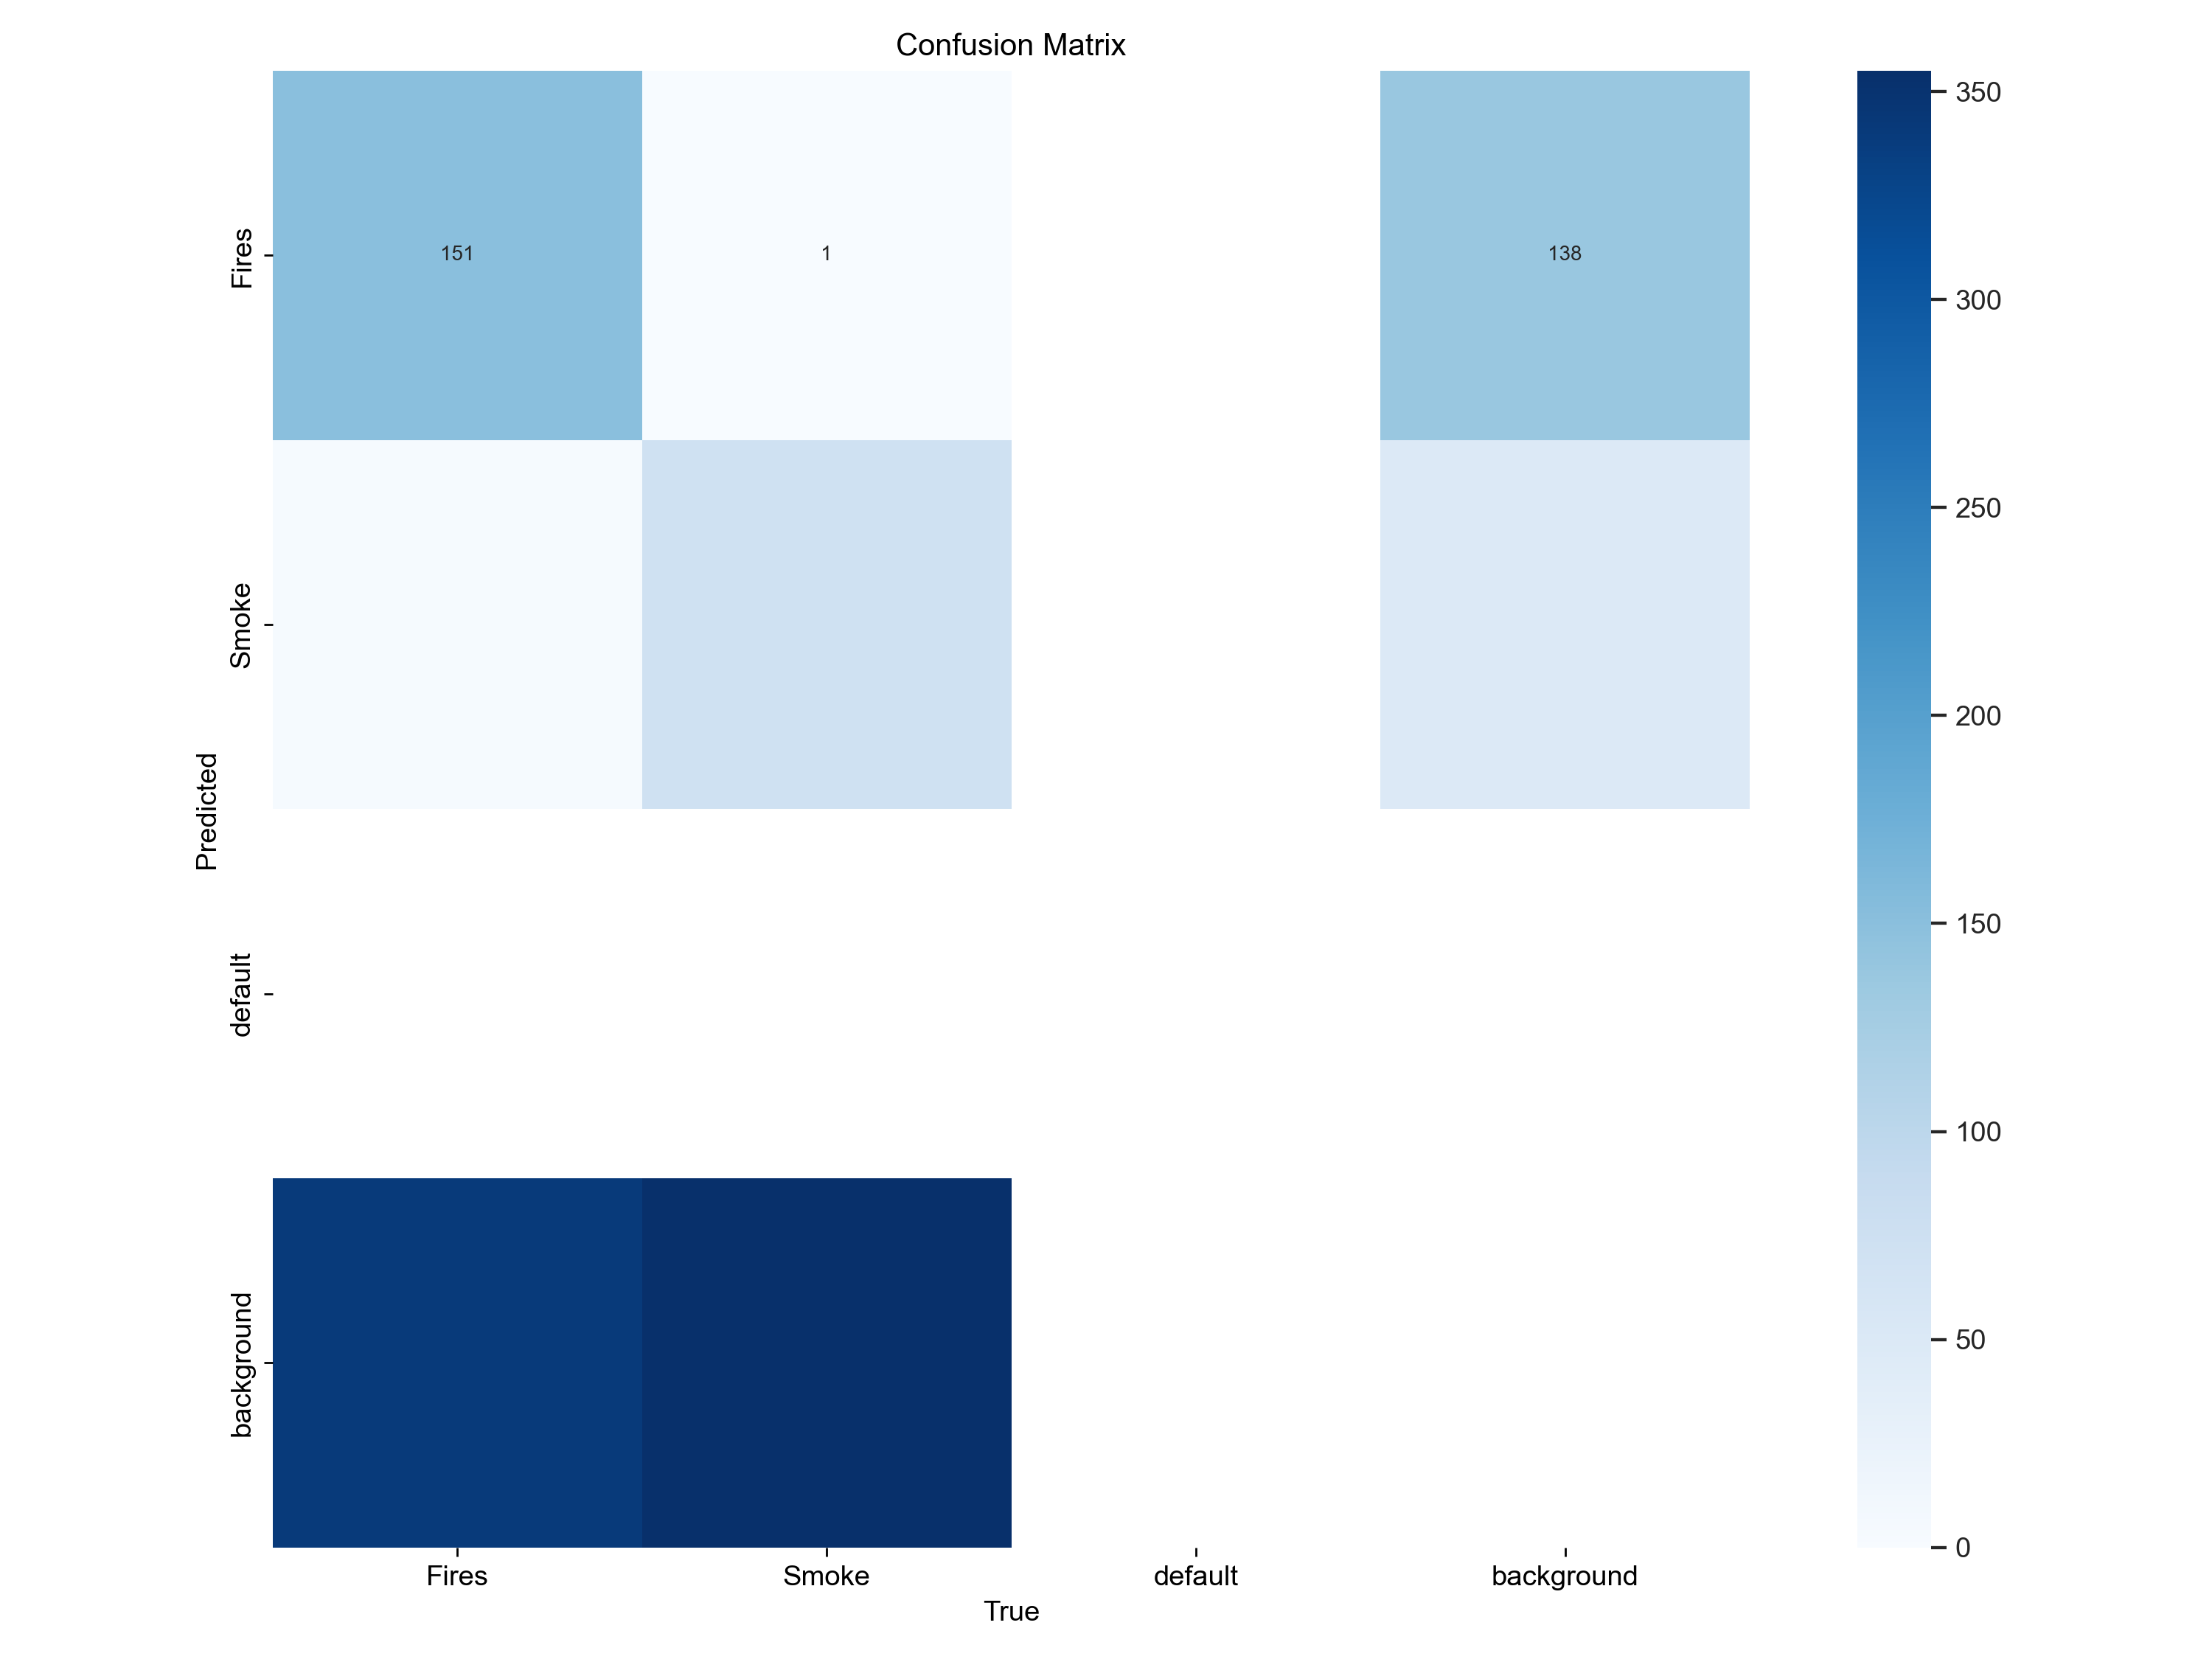 Confusion Matrix
Fires
151
1
138
Smoke
Predicted
default
background
Fires
Smoke
default
background
True
350
300
250
200
150
100
50
0